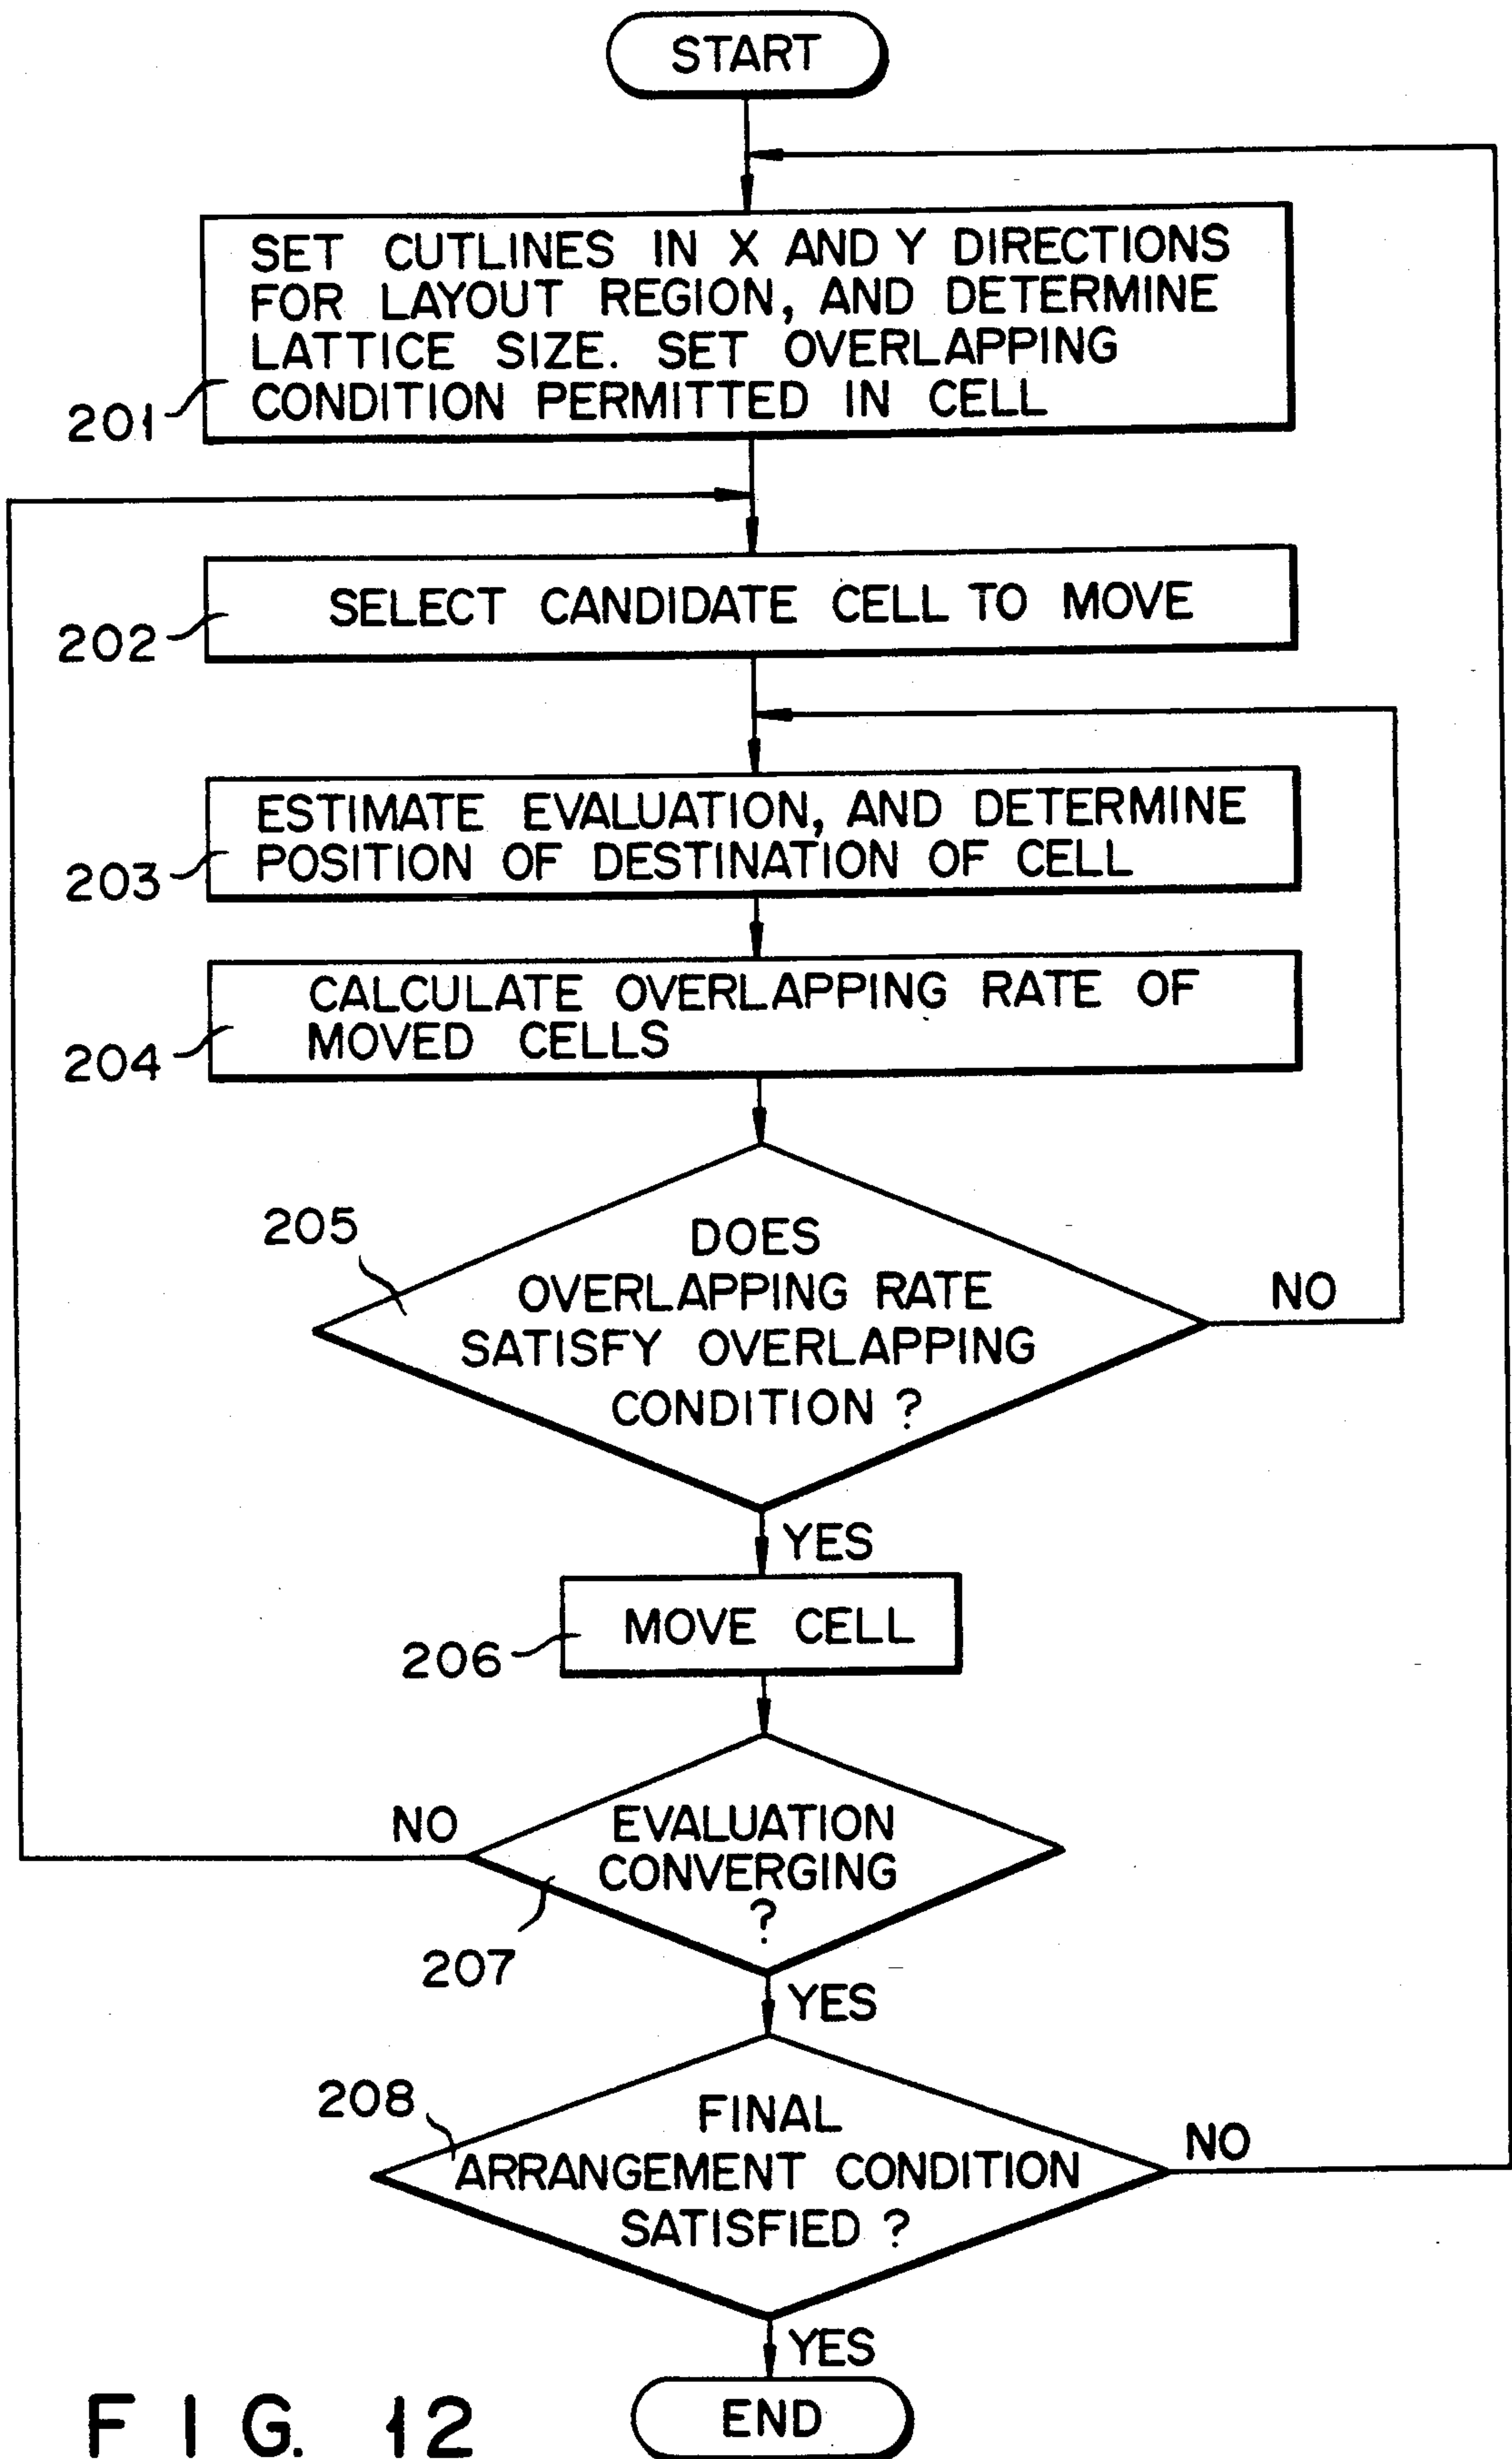 START
SET CUTLINES IN X AND Y DIRECTIONS
FOR LAYOUT REGION, AND DETERMINE
LATTICE SIZE. SET OVERLAPPING
CONDITION PERMITTED IN CELL
201
SELECT CANDIDATE CELL TO MOVE
202
ESTIMATE EVALUATION, AND DETERMINE
POSITION OF DESTINATION OF CELL
203
CALCULATE OVERLAPPING RATE OF
MOVED CELLS
204
205
DOES
OVERLAPPING RATE
SATISFY OVERLAPPING
CONDITION ?
NO
YES
MOVE CELL
206
NO
EVALUATION
CONVERGING
?
207
YES
208
FINAL
ARRANGEMENT CONDITION
SATISFIED ?
NO
YES
END
FIG. 12